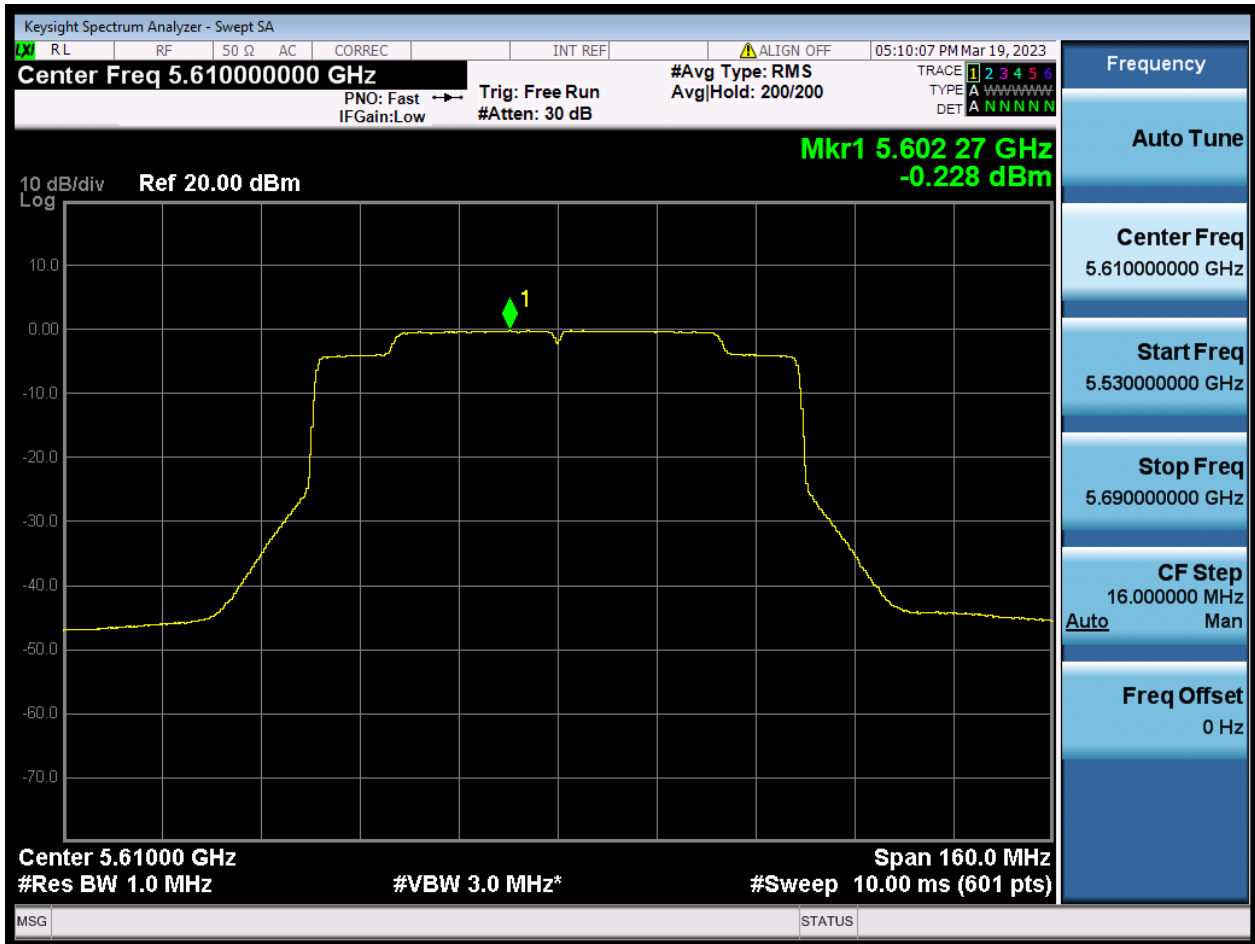 Keysight Spectrum Analyzer - Swept SA
LXI RL RF 50 Ω AC CORREC INT REF ALIGN OFF 05:10:07 PM Mar 19, 2023
Center Freq 5.610000000 GHz
PNO: Fast
IFGain:Low
Trig: Free Run
#Atten: 30 dB
#Avg Type: RMS
Avg|Hold: 200/200
TRACE 1 2 3 4 5 6
TYPE A WWWWW
DET A N N N N N
Mkr1 5.602 27 GHz
-0.228 dBm
10 dB/div Ref 20.00 dBm
Log
10.0
1
0.00
-10.0
-20.0
-30.0
-40.0
-50.0
-60.0
-70.0
Center 5.61000 GHz Span 160.0 MHz
#Res BW 1.0 MHz #VBW 3.0 MHz* #Sweep 10.00 ms (601 pts)
MSG STATUS
Frequency
Auto Tune
Center Freq
5.610000000 GHz
Start Freq
5.530000000 GHz
Stop Freq
5.690000000 GHz
CF Step
16.000000 MHz
Auto Man
Freq Offset
0 Hz